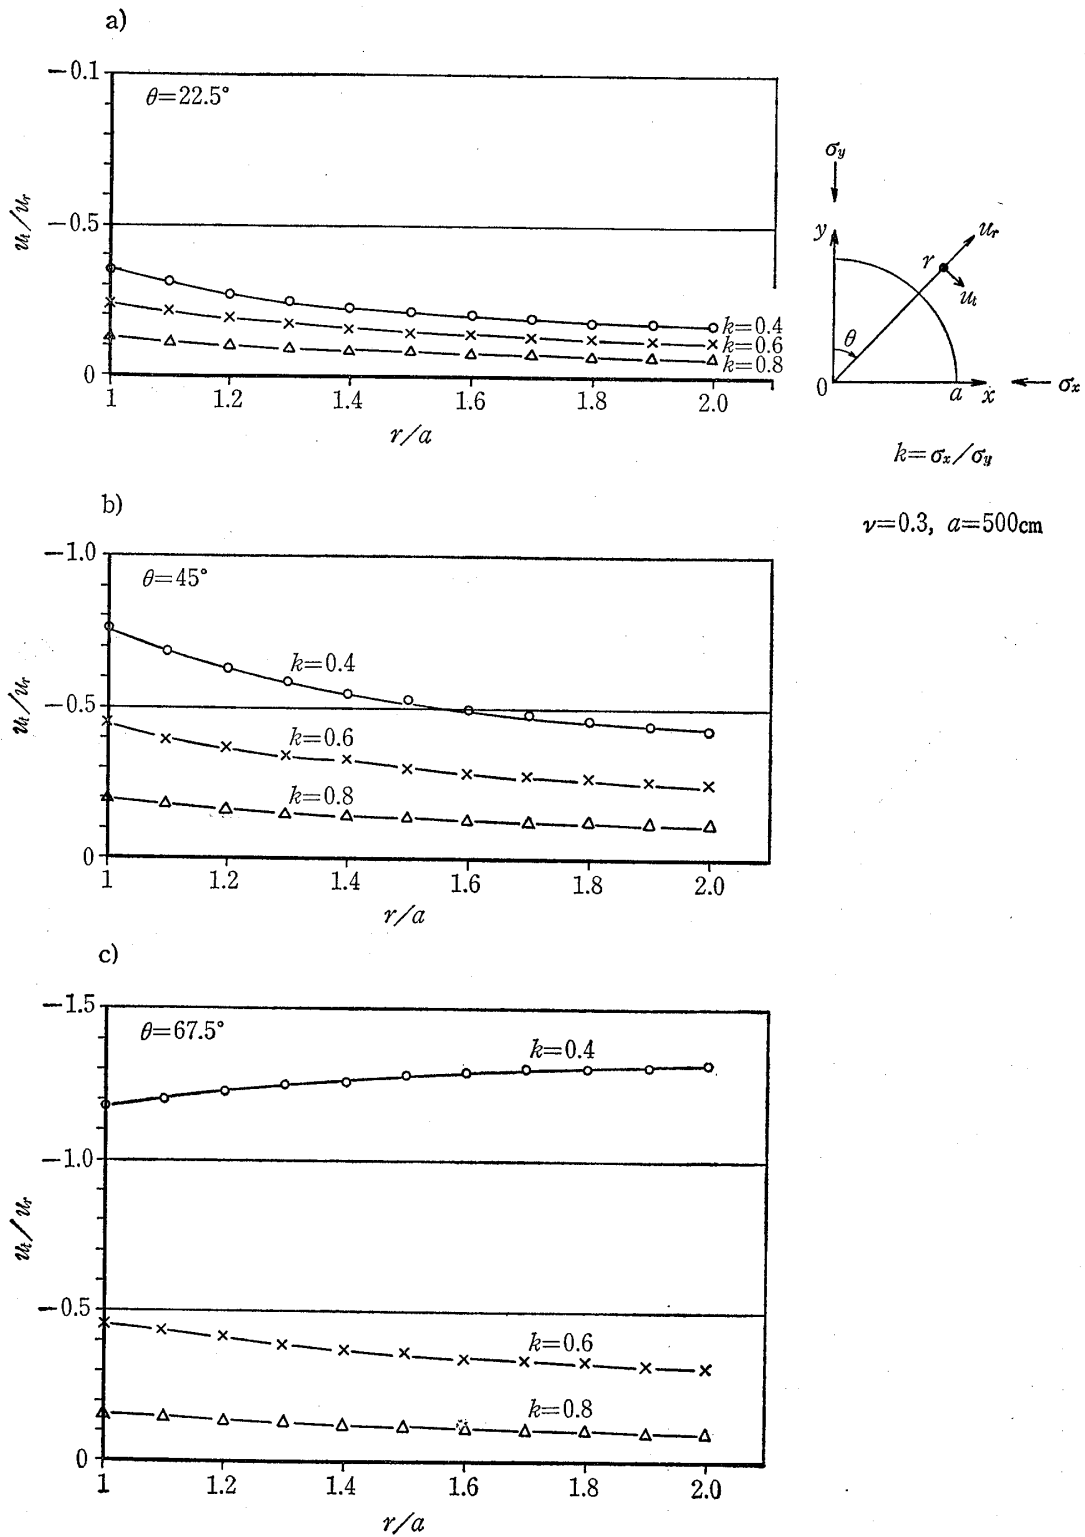 a)
−0.1
θ=22.5°
−0.5
u_t/u_r
k=0.4
k=0.6
k=0.8
0
1
1.2
1.4
1.6
1.8
2.0
r/a
σ_y
y
u_r
r
u_t
θ
0
a
x
σ_x
k=σ_x/σ_y
ν=0.3, a=500cm
b)
−1.0
θ=45°
k=0.4
−0.5
u_t/u_r
k=0.6
k=0.8
0
1
1.2
1.4
1.6
1.8
2.0
r/a
c)
−1.5
θ=67.5°
k=0.4
−1.0
u_t/u_r
−0.5
k=0.6
k=0.8
0
1
1.2
1.4
1.6
1.8
2.0
r/a